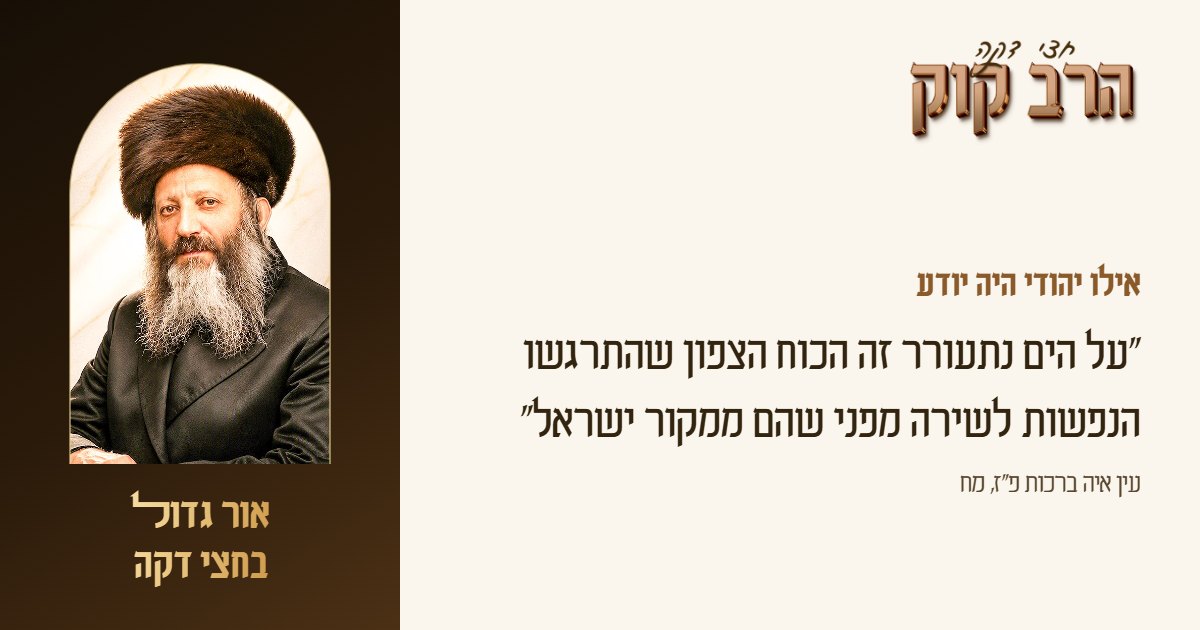 חצי דקה
הרב קוק
אילו יהודי היה יודע
"על הים נתעורר זה הכוח הצפון שהתרגשו
הנפשות לשירה מפני שהם ממקור ישראל"
עין איה ברכות פ"ז, מח
אור גדול
בחצי דקה